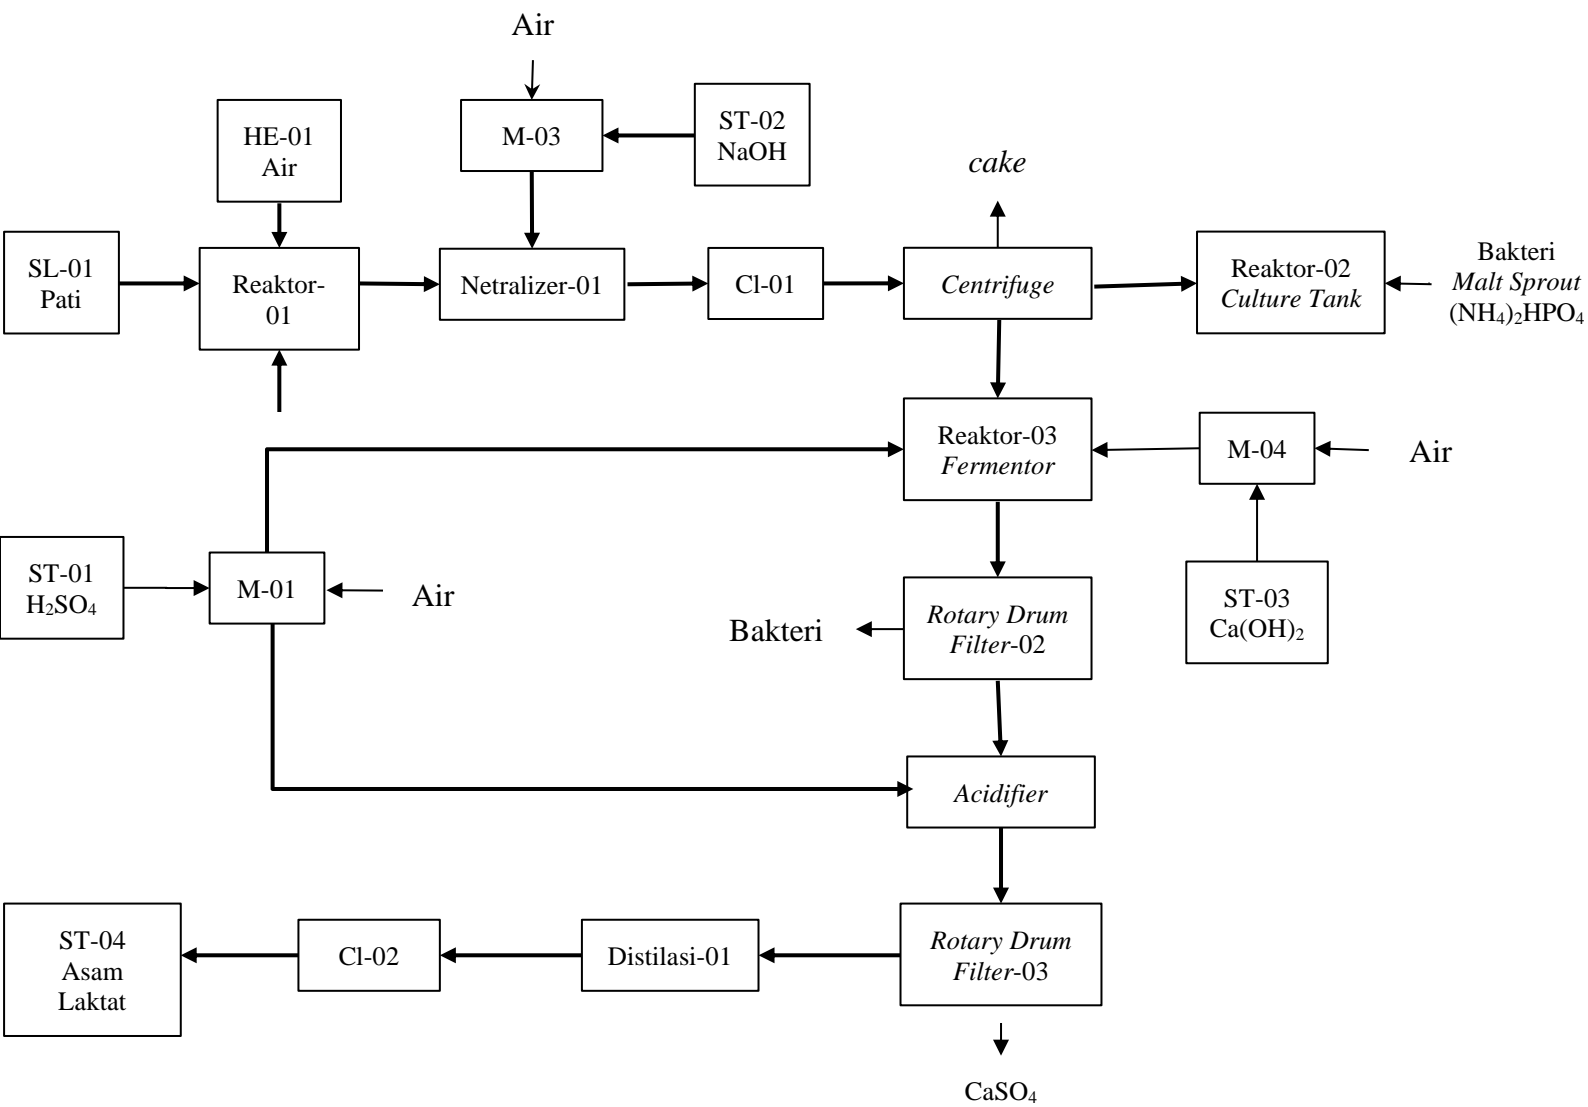 Air
HE-01
Air
M-03
ST-02
NaOH
cake
SL-01
Pati
Reaktor-
01
Netralizer-01
Cl-01
Centrifuge
Reaktor-02
Culture Tank
Bakteri
Malt Sprout
(NH₄)₂HPO₄
Reaktor-03
Fermentor
M-04
Air
ST-01
H₂SO₄
M-01
Air
Bakteri
Rotary Drum
Filter-02
ST-03
Ca(OH)₂
Acidifier
ST-04
Asam
Laktat
Cl-02
Distilasi-01
Rotary Drum
Filter-03
CaSO₄